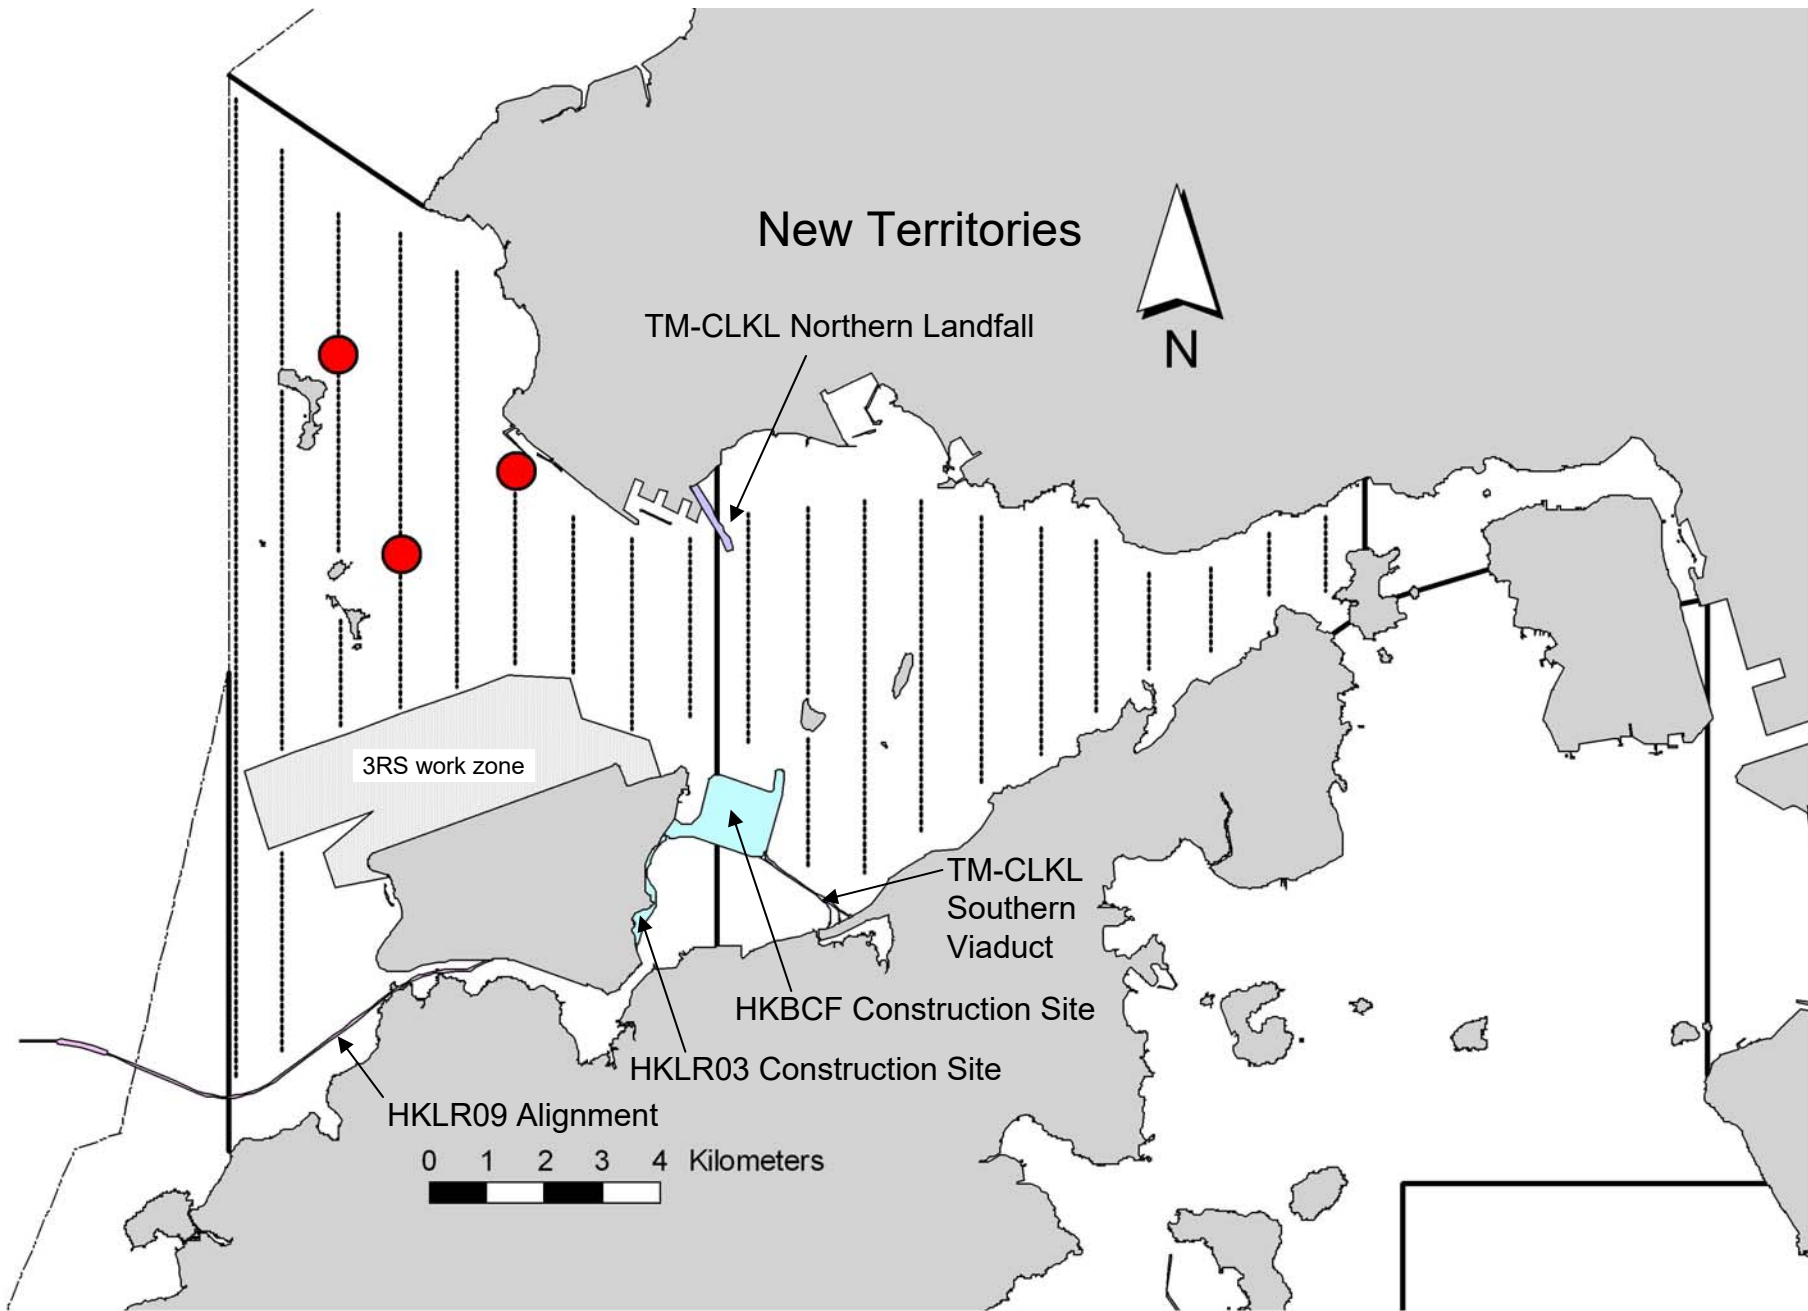 New Territories
TM-CLKL Northern Landfall
N
3RS work zone
TM-CLKL
Southern
Viaduct
HKBCF Construction Site
HKLR03 Construction Site
HKLR09 Alignment
0 1 2 3 4 Kilometers